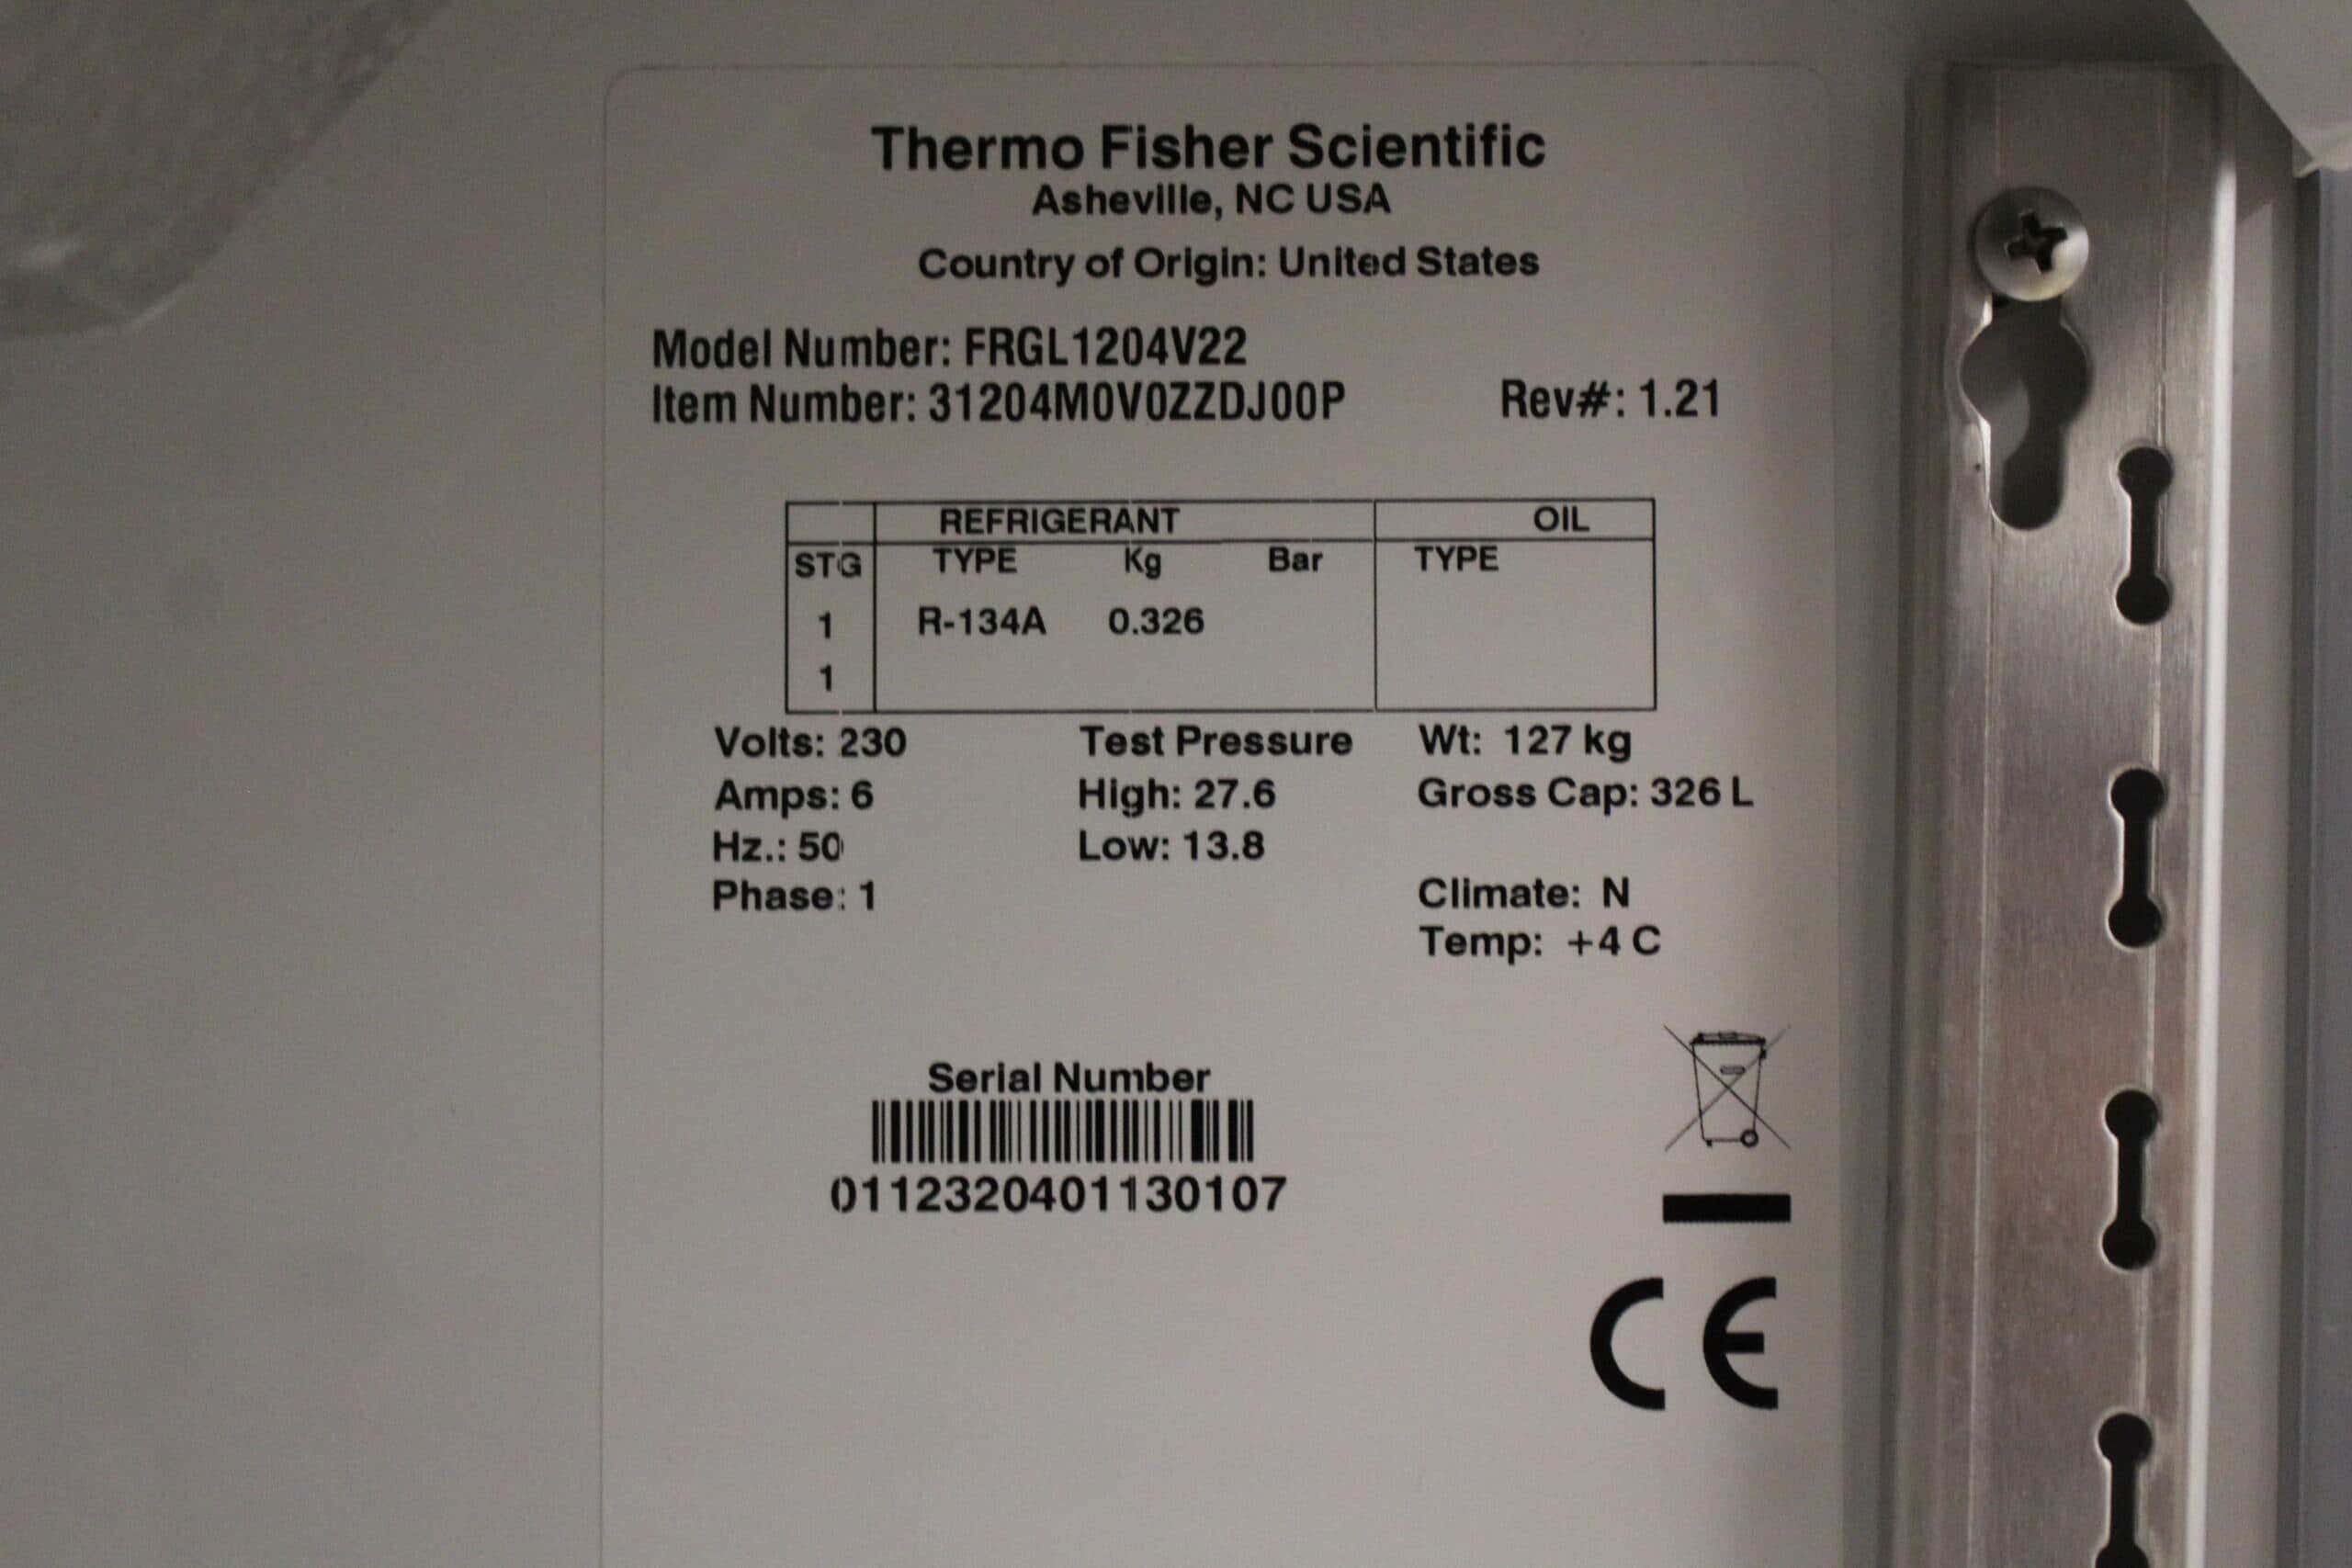 Thermo Fisher Scientific
Asheville, NC USA
Country of Origin: United States
Model Number: FRGL1204V22
Item Number: 31204M0V0ZZDJ00P Rev#: 1.21
REFRIGERANT OIL
STG TYPE Kg Bar TYPE
1 R-134A 0.326
1
Volts: 230 Test Pressure Wt: 127 kg
Amps: 6 High: 27.6 Gross Cap: 326 L
Hz.: 50 Low: 13.8
Phase: 1 Climate: N
Temp: +4 C
Serial Number
0112320401130107
CE